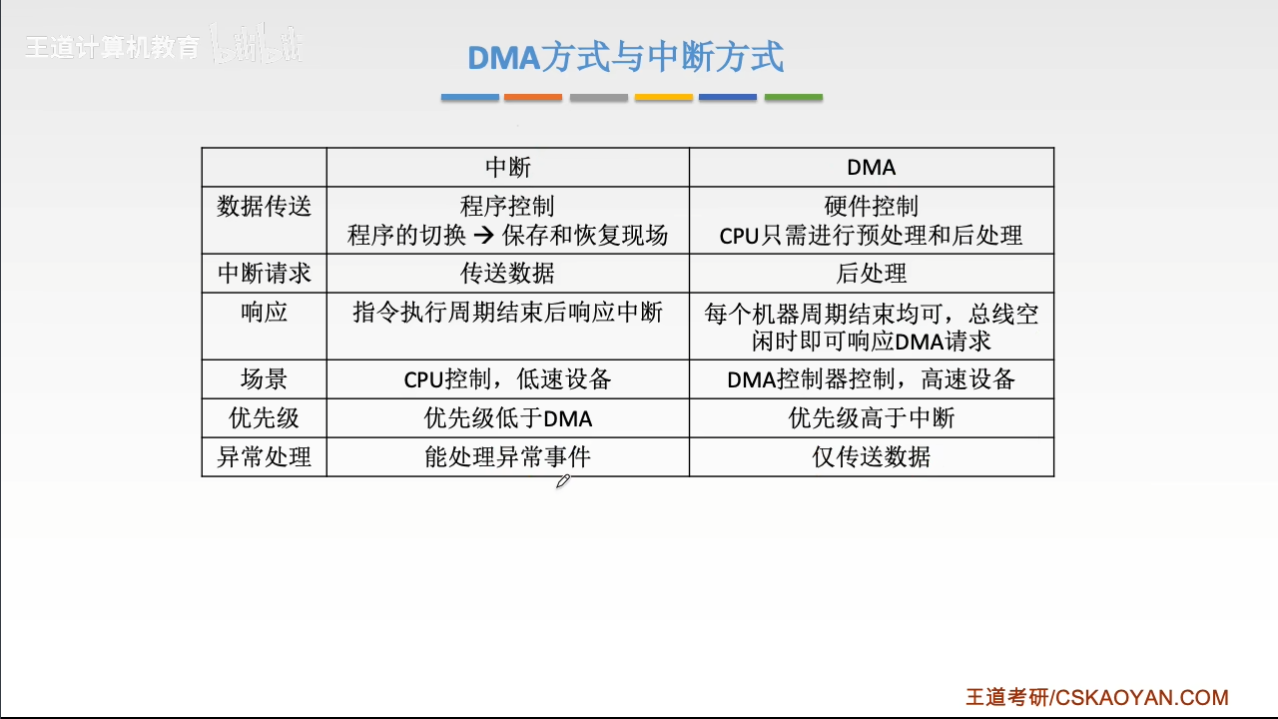 王道计算机教育 bilibili
DMA方式与中断方式
中断 DMA
数据传送 程序控制 硬件控制
程序的切换 → 保存和恢复现场 CPU只需进行预处理和后处理
中断请求 传送数据 后处理
响应 指令执行周期结束后响应中断 每个机器周期结束均可，总线空
闲时即可响应DMA请求
场景 CPU控制，低速设备 DMA控制器控制，高速设备
优先级 优先级低于DMA 优先级高于中断
异常处理 能处理异常事件 仅传送数据
王道考研/CSKAOYAN.COM